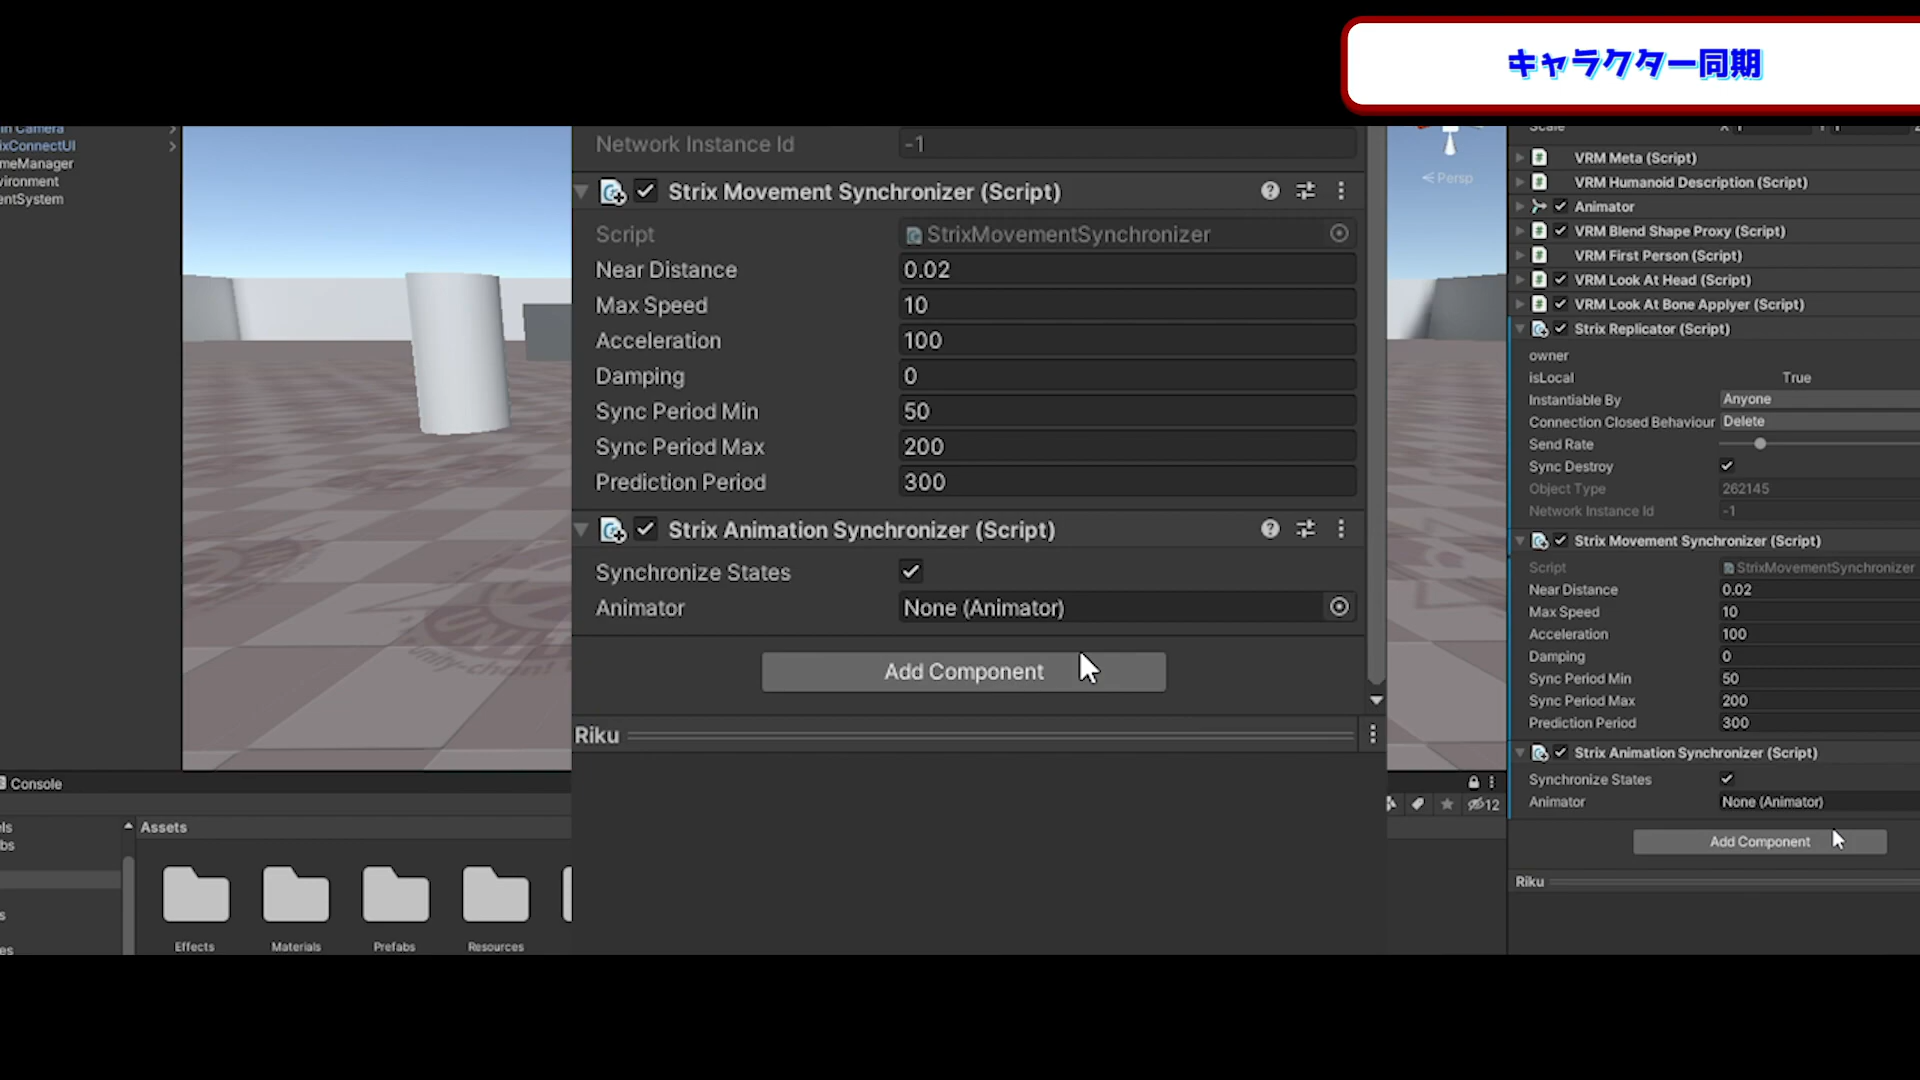 キャラクター同期
in Camera
ixConnectUI
meManager
vironment
entSystem
Network Instance Id -1
Strix Movement Synchronizer (Script)
Script StrixMovementSynchronizer
Near Distance 0.02
Max Speed 10
Acceleration 100
Damping 0
Sync Period Min 50
Sync Period Max 200
Prediction Period 300
Strix Animation Synchronizer (Script)
Synchronize States
Animator None (Animator)
Add Component
Riku
Persp
Scale X 1 Y 1
VRM Meta (Script)
VRM Humanoid Description (Script)
Animator
VRM Blend Shape Proxy (Script)
VRM First Person (Script)
VRM Look At Head (Script)
VRM Look At Bone Applyer (Script)
Strix Replicator (Script)
owner
isLocal True
Instantiable By Anyone
Connection Closed Behaviour Delete
Send Rate
Sync Destroy
Object Type 262145
Network Instance Id -1
Strix Movement Synchronizer (Script)
Script StrixMovementSynchronizer
Near Distance 0.02
Max Speed 10
Acceleration 100
Damping 0
Sync Period Min 50
Sync Period Max 200
Prediction Period 300
Strix Animation Synchronizer (Script)
Synchronize States
Animator None (Animator)
Add Component
Riku
Console
12
els
bs
s
es
Assets
Effects
Materials
Prefabs
Resources